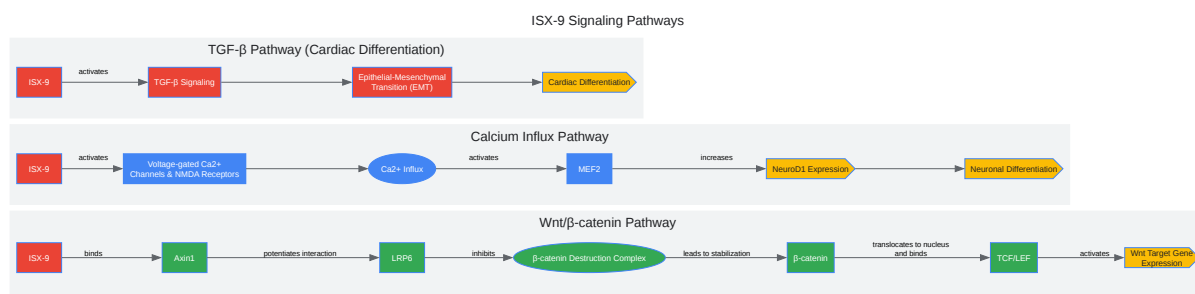 ISX-9 Signaling Pathways
TGF-β Pathway (Cardiac Differentiation)
ISX-9
activates
TGF-β Signaling
Epithelial-Mesenchymal
Transition (EMT)
Cardiac Differentiation
Calcium Influx Pathway
ISX-9
activates
Voltage-gated Ca2+
Channels & NMDA Receptors
Ca2+ Influx
activates
MEF2
increases
NeuroD1 Expression
Neuronal Differentiation
Wnt/β-catenin Pathway
ISX-9
binds
Axin1
potentiates interaction
LRP6
inhibits
β-catenin Destruction Complex
leads to stabilization
β-catenin
translocates to nucleus
and binds
TCF/LEF
activates
Wnt Target Gene
Expression